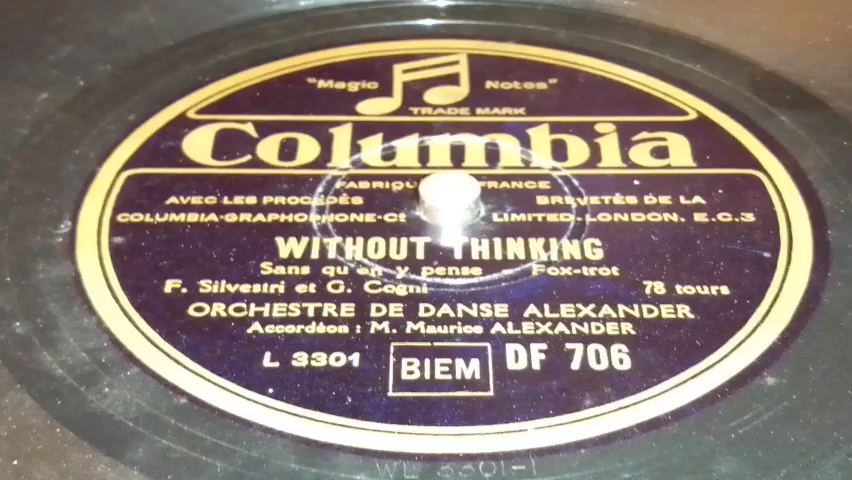 "Magic Notes"
TRADE MARK
Columbia
FRANCE
AVEC LES PROCÉDÉS BREVETÉS DE LA
COLUMBIA-GRAPHOPHONE-Cº LIMITED. LONDON. E.C.3
WITHOUT THINKING
Sans qu'on y pense Fox-trot
F. Silvestri et G. Cogni 78 tours
ORCHESTRE DE DANSE ALEXANDER
Accordéon : M. Maurice ALEXANDER
L 3301 BIEM DF 706